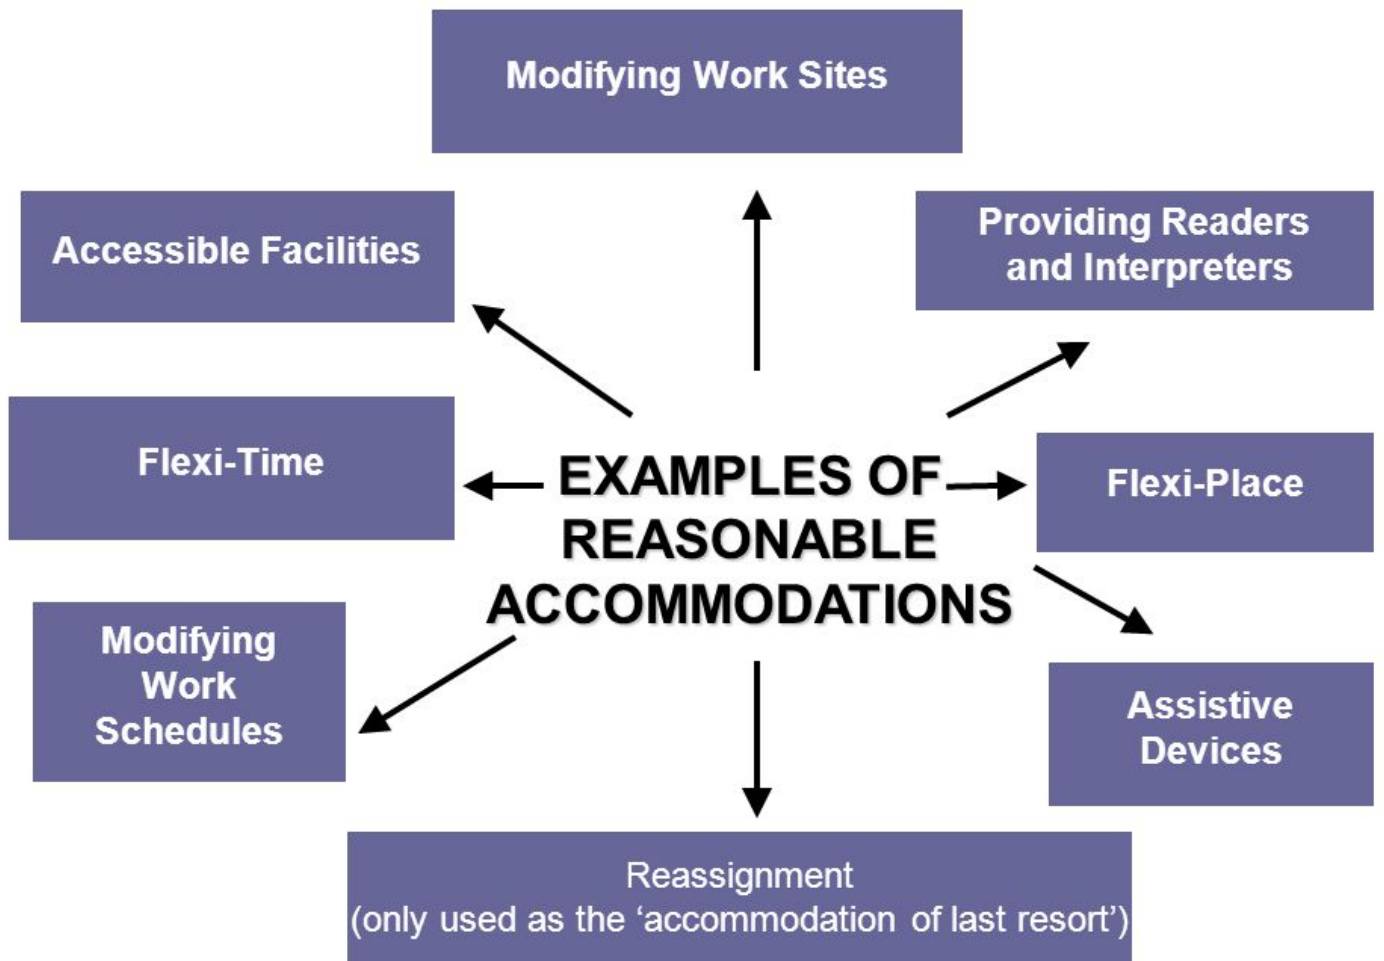 Modifying Work Sites
Accessible Facilities
Providing Readers
and Interpreters
Flexi-Time
EXAMPLES OF
REASONABLE
ACCOMMODATIONS
Flexi-Place
Modifying
Work
Schedules
Assistive
Devices
Reassignment
(only used as the ‘accommodation of last resort’)